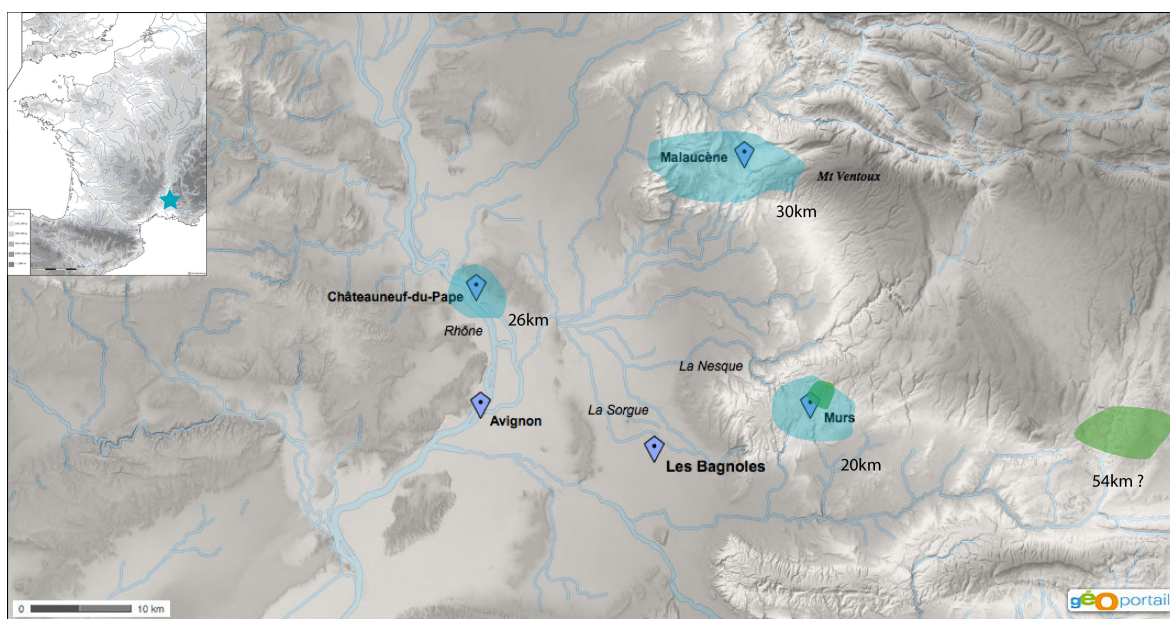 Malaucène
Mt Ventoux
30km
Châteauneuf-du-Pape
26km
Rhône
La Nesque
La Sorgue
Avignon
Murs
Les Bagnoles
20km
54km ?
0 10 km
géoportail